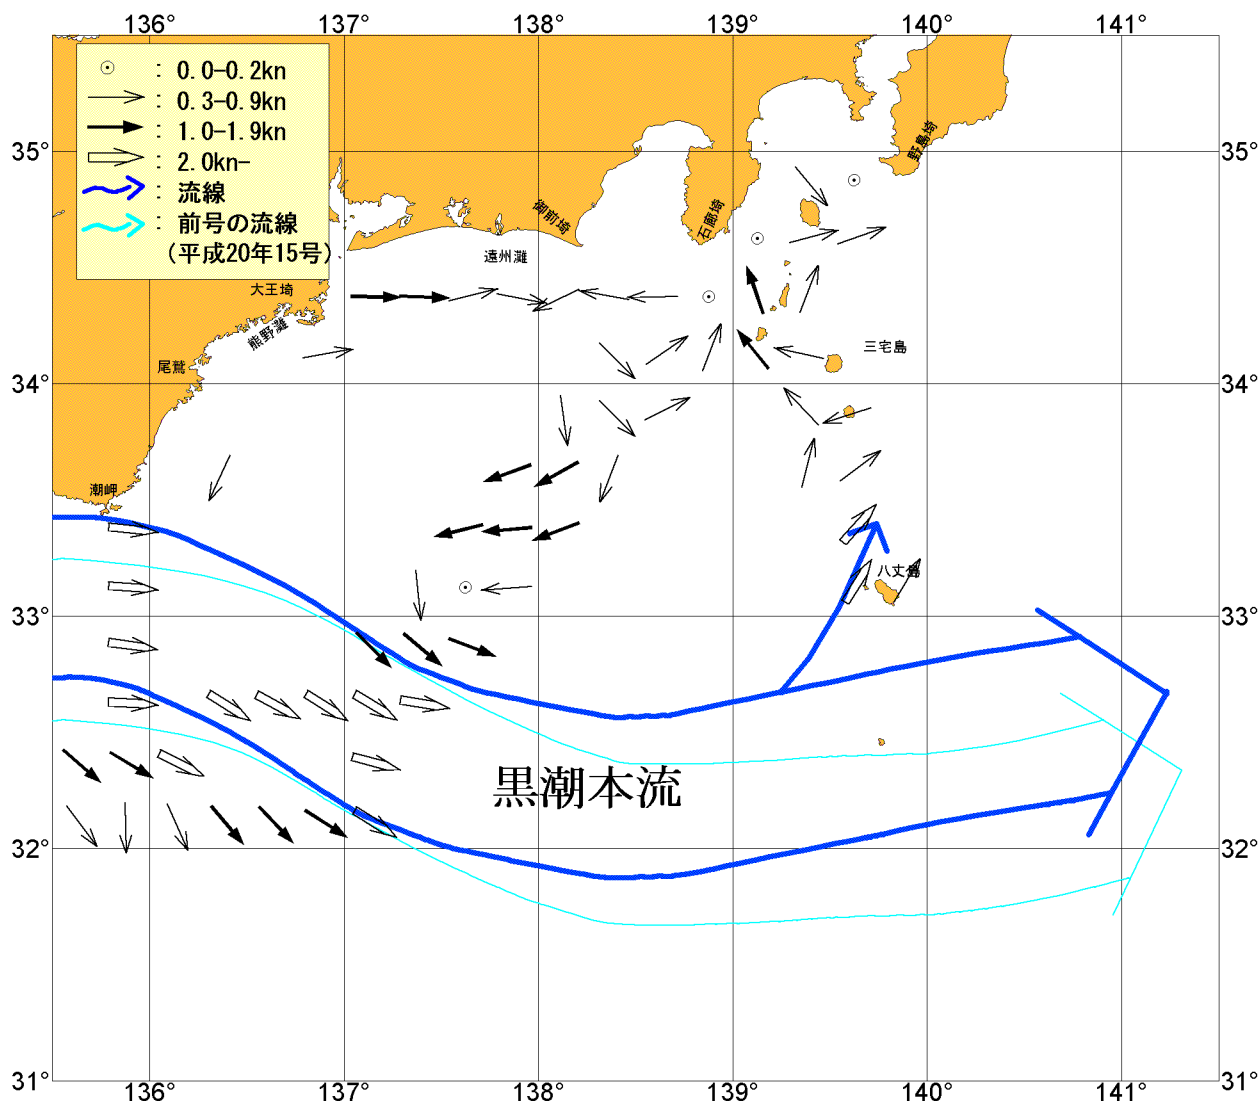 136° 137° 138° 139° 140° 141°
: 0.0-0.2kn
: 0.3-0.9kn
: 1.0-1.9kn
: 2.0kn-
: 流線
: 前号の流線
(平成20年15号)
35° 35°
野島埼
石廊埼
御前埼
遠州灘
大王埼
熊野灘
三宅島
尾鷲
34° 34°
潮岬
八丈島
33° 33°
黒潮本流
32° 32°
31° 31°
136° 137° 138° 139° 140° 141°